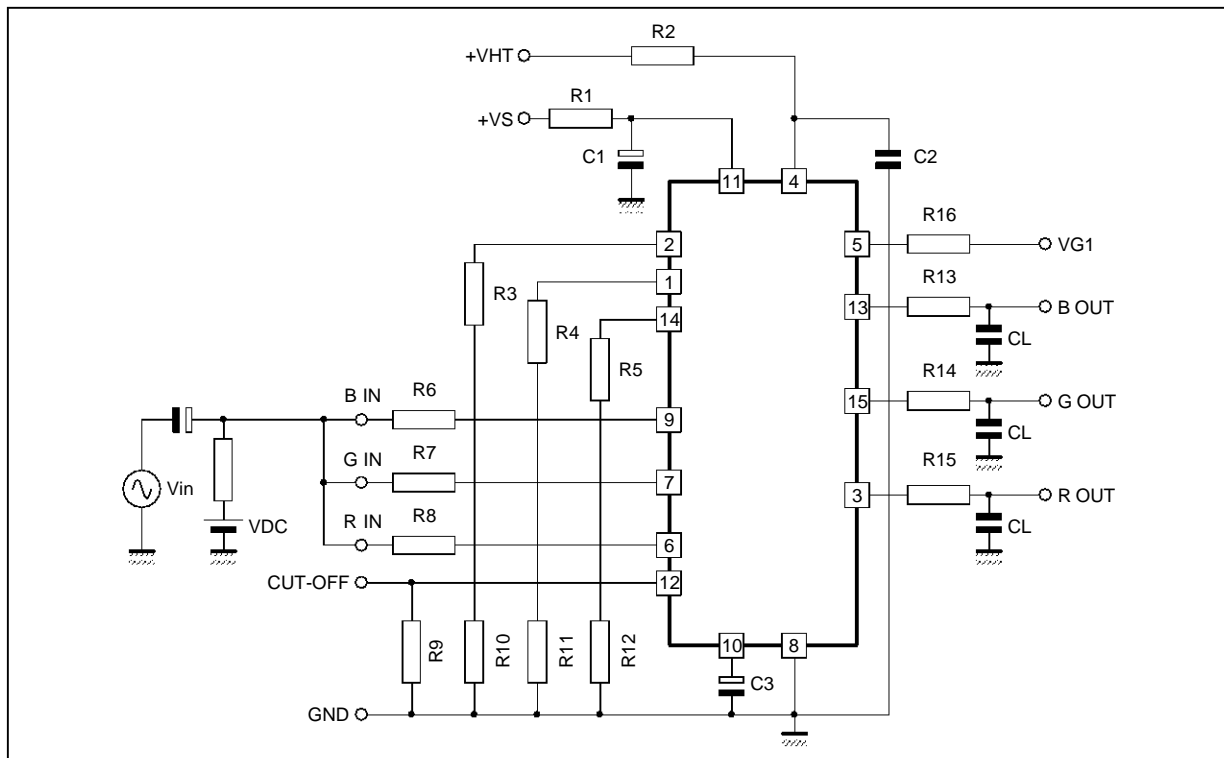 R2
+VHT
R1
+VS
C1
C2
11
4
R16
2
5
VG1
1
R3
R13
13
B OUT
14
R4
CL
R5
R14
B IN
R6
15
G OUT
9
CL
G IN
R7
R15
Vin
7
3
R OUT
VDC
R IN
R8
CL
6
CUT-OFF
12
R9
R10
R11
R12
10
8
C3
GND